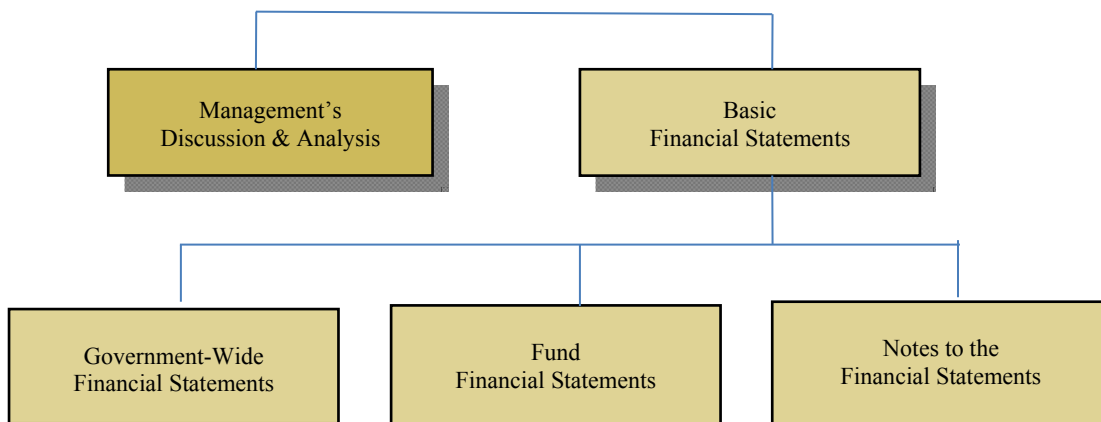 Management’s
Discussion & Analysis
Basic
Financial Statements
Government-Wide
Financial Statements
Fund
Financial Statements
Notes to the
Financial Statements